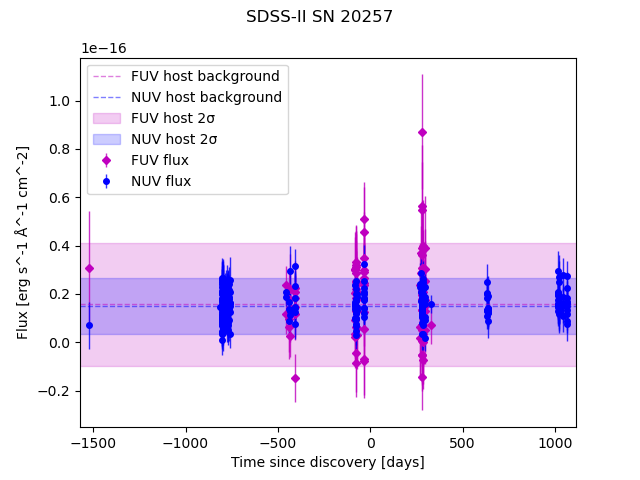 SDSS-II SN 20257
1e−16
FUV host background
NUV host background
FUV host 2σ
NUV host 2σ
FUV flux
NUV flux
1.0
0.8
0.6
0.4
0.2
0.0
−0.2
Flux [erg s^-1 Å^-1 cm^-2]
−1500 −1000 −500 0 500 1000
Time since discovery [days]